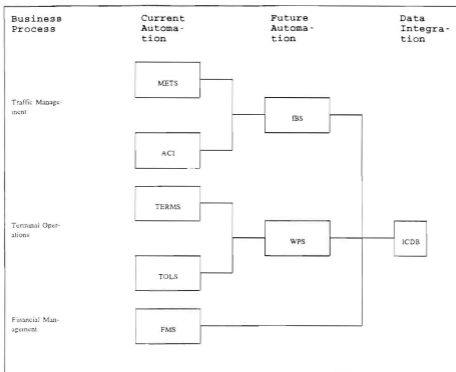 Business Current Future Data
Process Automa- Automa- Integra-
tion tion tion
METS
Traffic Manage-
ment
IBS
ACI
TERMS
Terminal Oper-
ations
WPS
ICDB
TOLS
Financial Man-
agement
FMS